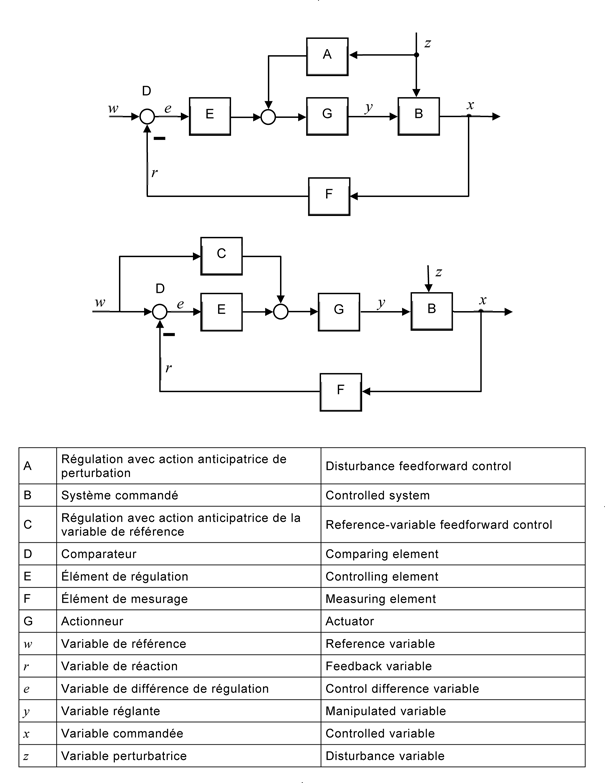 z
A
D
w
e
E
G
y
B
x
r
F
C
D
w
e
E
G
y
z
B
x
r
F
A Régulation avec action anticipatrice de perturbation Disturbance feedforward control
B Système commandé Controlled system
C Régulation avec action anticipatrice de la variable de référence Reference-variable feedforward control
D Comparateur Comparing element
E Élément de régulation Controlling element
F Élément de mesurage Measuring element
G Actionneur Actuator
w Variable de référence Reference variable
r Variable de réaction Feedback variable
e Variable de différence de régulation Control difference variable
y Variable réglante Manipulated variable
x Variable commandée Controlled variable
z Variable perturbatrice Disturbance variable